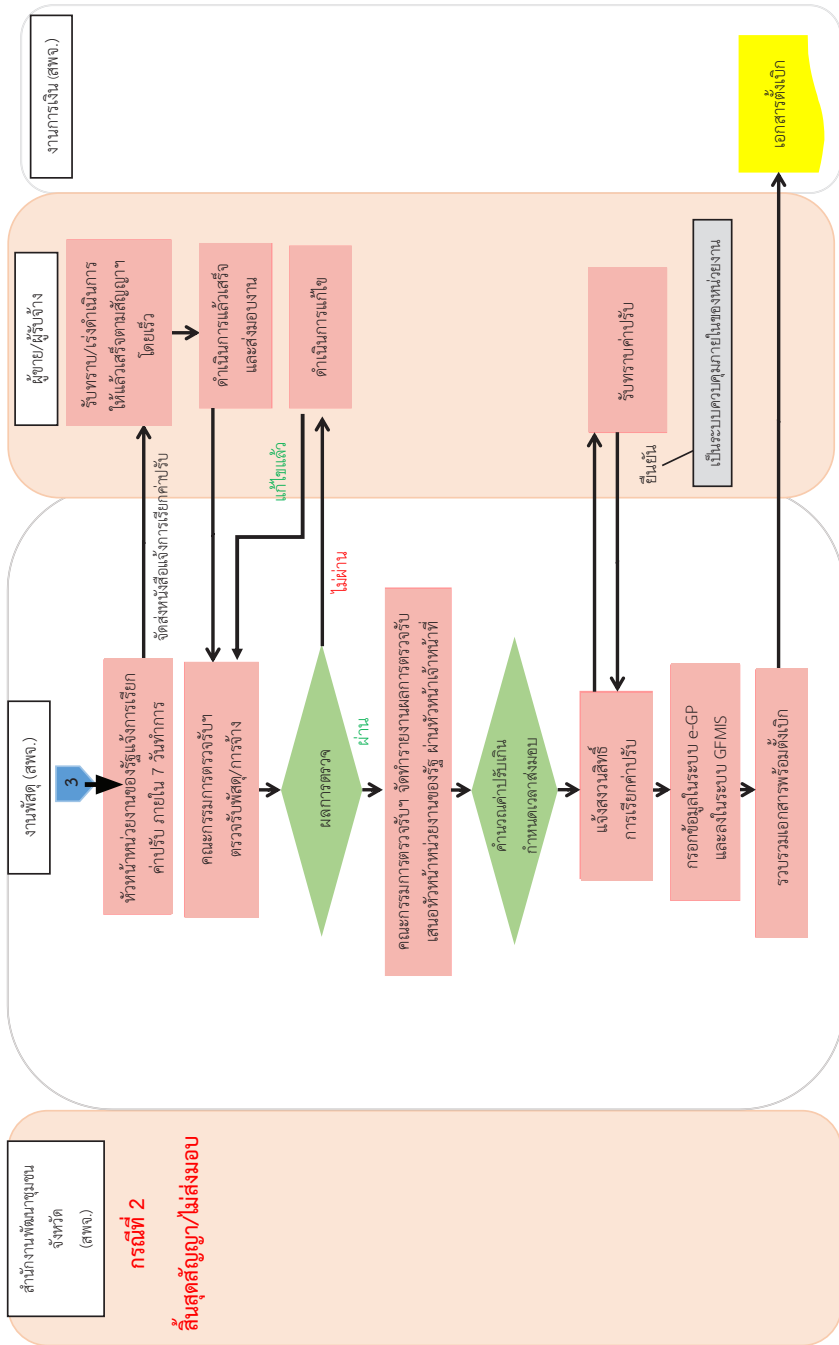 สำนักงานพัฒนาชุมชน
จังหวัด
(สพจ.)
กรณีที่ 2
สิ้นสุดสัญญา/ไม่ส่งมอบ
งานพัสดุ (สพจ.)
3
หัวหน้าหน่วยงานของรัฐแจ้งการเรียก
ค่าปรับ ภายใน 7 วันทำการ
จัดส่งหนังสือแจ้งการเรียกค่าปรับ
คณะกรรมการตรวจรับฯ
ตรวจรับพัสดุ/การจ้าง
ผลการตรวจ
ผ่าน
ไม่ผ่าน
แก้ไขแล้ว
คณะกรรมการตรวจรับฯ จัดทำรายงานผลการตรวจรับ
เสนอหัวหน้าหน่วยงานของรัฐ ผ่านหัวหน้าเจ้าหน้าที่
คำนวณค่าปรับเกิน
กำหนดเวลาส่งมอบ
แจ้งสงวนสิทธิ์
การเรียกค่าปรับ
กรอกข้อมูลในระบบ e-GP
และลงในระบบ GFMIS
รวบรวมเอกสารพร้อมตั้งเบิก
ผู้ขาย/ผู้รับจ้าง
รับทราบ/เร่งดำเนินการ
ให้แล้วเสร็จตามสัญญาฯ
โดยเร็ว
ดำเนินการแล้วเสร็จ
และส่งมอบงาน
ดำเนินการแก้ไข
รับทราบค่าปรับ
ยืนยัน
เป็นระบบควบคุมภายในของหน่วยงาน
งานการเงิน (สพจ.)
เอกสารตั้งเบิก